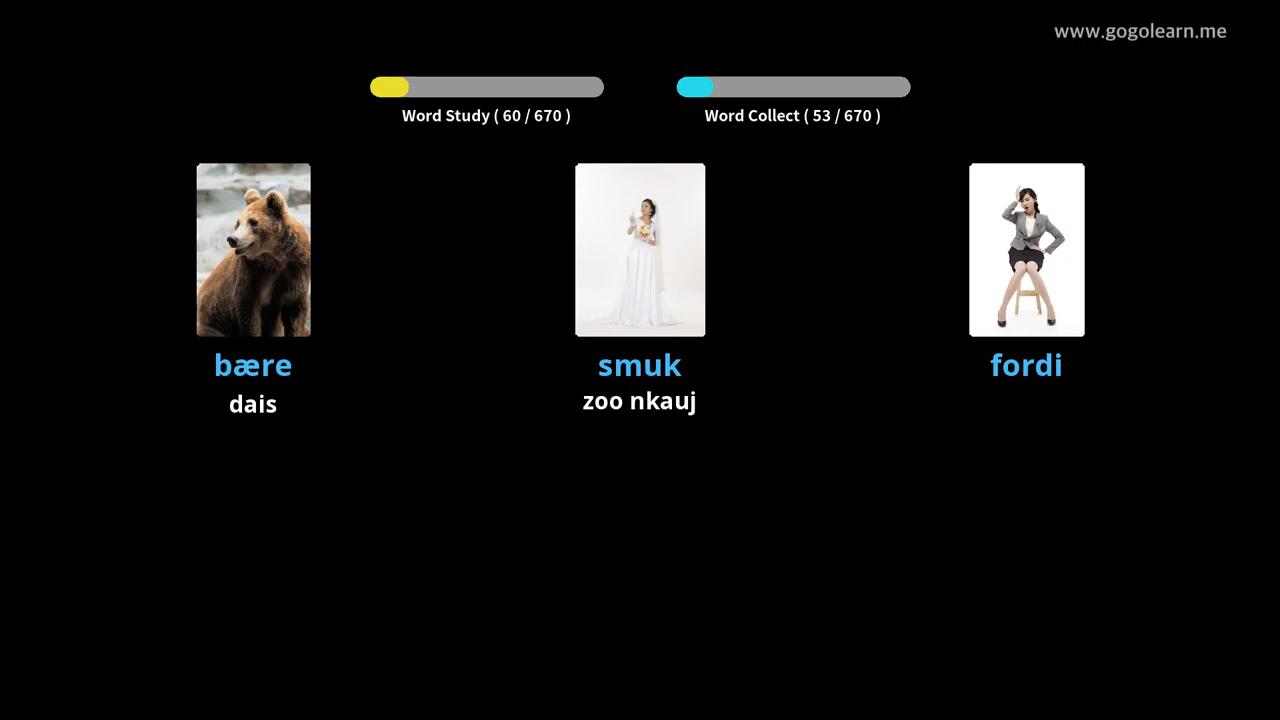 www.gogolearn.me
Word Study ( 60 / 670 )
Word Collect ( 53 / 670 )
bære
smuk
fordi
dais
zoo nkauj